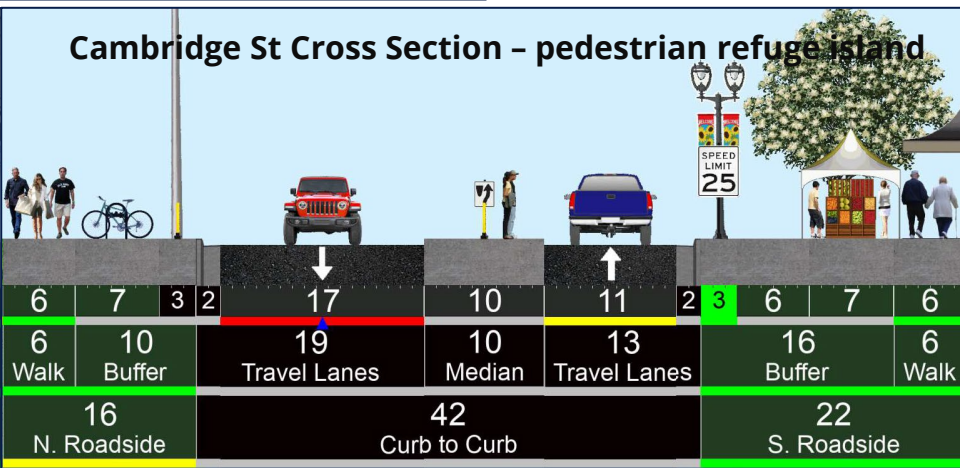 Cambridge St Cross Section – pedestrian refuge island
WELCOME WELCOME
SPEED
LIMIT
25
6 7 3 2 17 10 11 2 3 6 7 6
6 10 19 10 13 16 6
Walk Buffer Travel Lanes Median Travel Lanes Buffer Walk
16 42 22
N. Roadside Curb to Curb S. Roadside